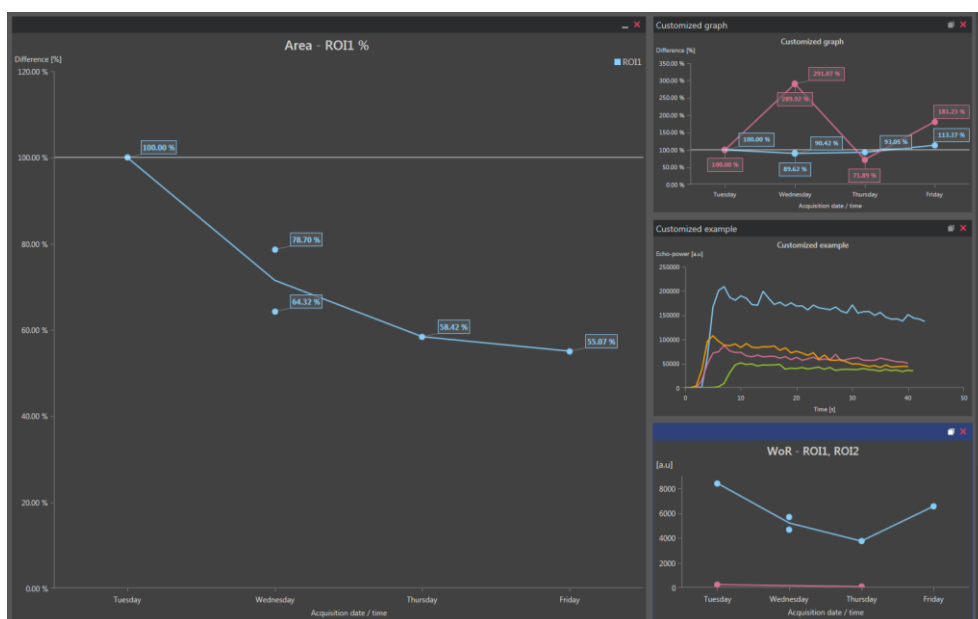 Area - ROI1 %
Difference [%]
ROI1
120.00 %
100.00 %
80.00 %
60.00 %
40.00 %
20.00 %
0.00 %
100.00 %
78.70 %
64.32 %
58.42 %
55.07 %
Tuesday
Wednesday
Thursday
Friday
Acquisition date / time
Customized graph
Customized graph
Difference [%]
350.00 %
300.00 %
250.00 %
200.00 %
150.00 %
100.00 %
50.00 %
0.00 %
291.67 %
289.92 %
181.21 %
100.00 %
90.42 %
93.05 %
113.37 %
100.00 %
89.62 %
71.89 %
Tuesday
Wednesday
Thursday
Friday
Acquisition date / time
Customized example
Customized example
Echo-power [a.u]
250000
200000
150000
100000
50000
0
0
10
20
30
40
50
Time [s]
WoR - ROI1, ROI2
[a.u]
8000
6000
4000
2000
0
Tuesday
Wednesday
Thursday
Friday
Acquisition date / time